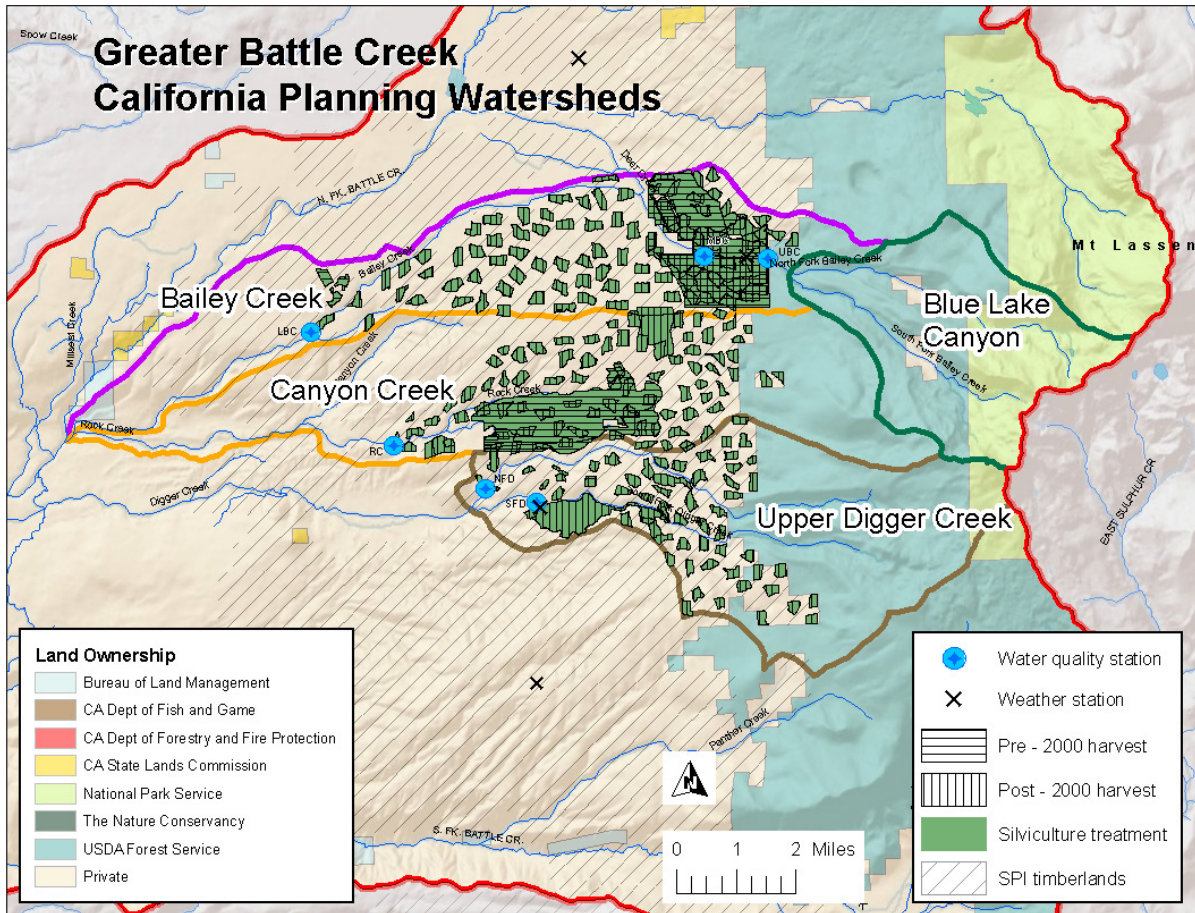 Greater Battle Creek
California Planning Watersheds
Snow Creek
N. FK. BATTLE CR.
Mt Lassen
MBC
UBC
North Fork Bailey Creek
Bailey Creek
Bailey Creek
Blue Lake
Canyon
Millseat Creek
LBC
South Fork Bailey Creek
Canyon Creek
Canyon Creek
Rock Creek
Rock Creek
RC
Digger Creek
NFD
SFD
Upper Digger Creek
EAST SULPHUR CR
Panther Creek
S. FK. BATTLE CR.
Land Ownership
Bureau of Land Management
CA Dept of Fish and Game
CA Dept of Forestry and Fire Protection
CA State Lands Commission
National Park Service
The Nature Conservancy
USDA Forest Service
Private
N
0 1 2 Miles
Water quality station
Weather station
Pre - 2000 harvest
Post - 2000 harvest
Silviculture treatment
SPI timberlands